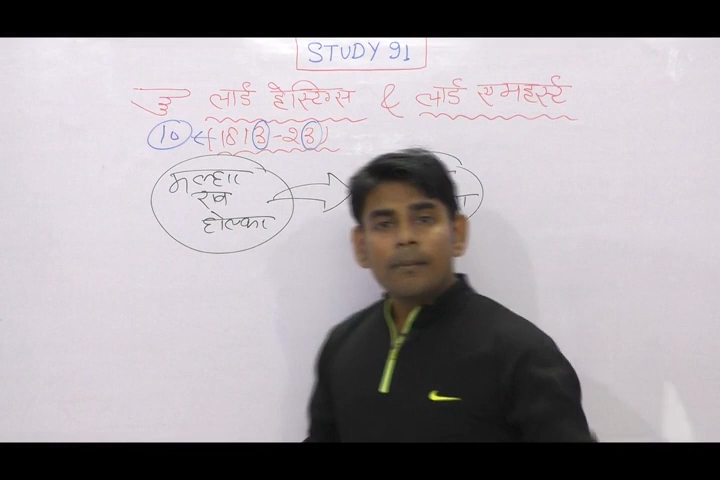 STUDY 91
लार्ड हेस्टिंग्स & लार्ड एमहर्स्ट
10 ← (1813-23)
मल्हार
राव
होल्कर